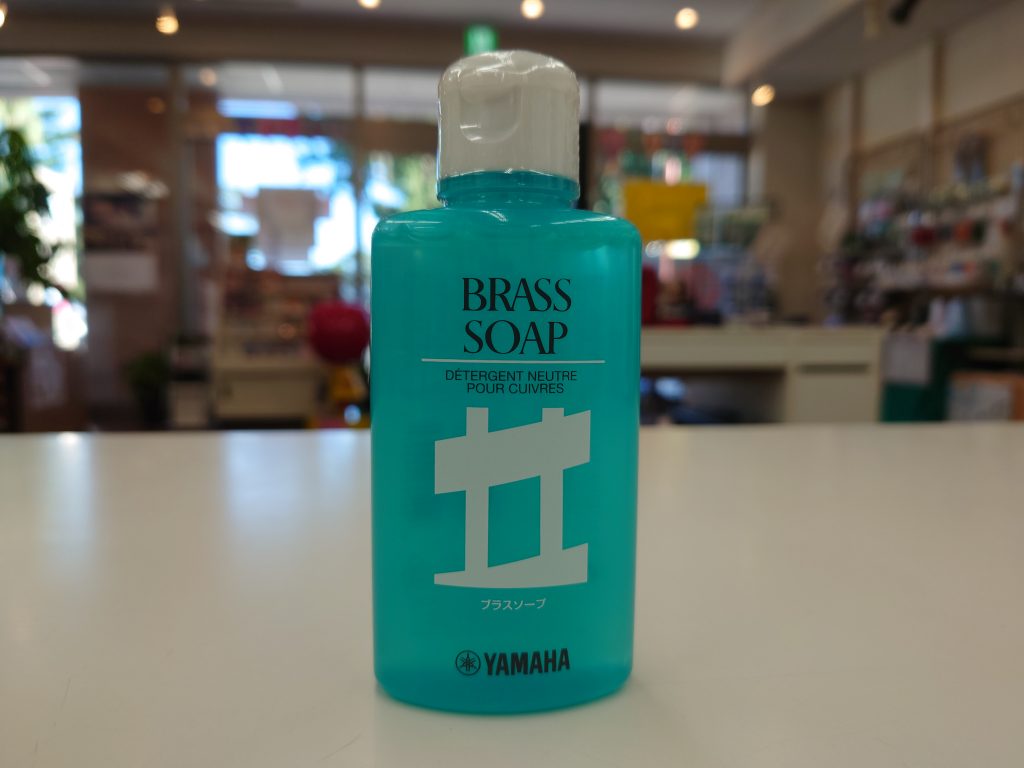 BRASS
SOAP
DÉTERGENT NEUTRE
POUR CUIVRES
ブラスソープ
YAMAHA